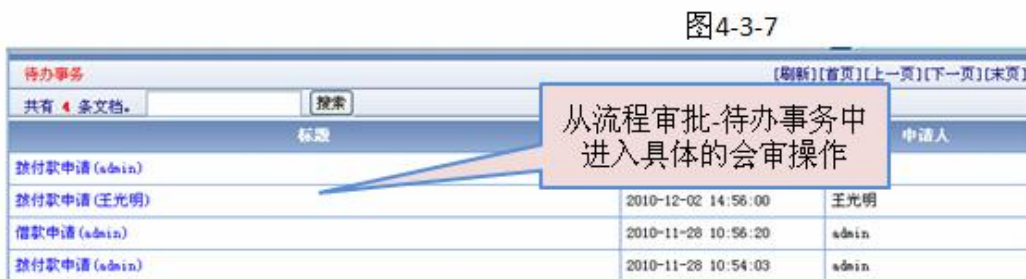 图4-3-7
待办事务 [刷新][首页][上一页][下一页][末页]
共有 4 条文档。 搜索
标题 申请人
从流程审批-待办事务中
进入具体的会审操作
拨付款申请(admin)
拨付款申请(王光明) 2010-12-02 14:56:00 王光明
借款申请(admin) 2010-11-28 10:56:20 admin
拨付款申请(admin) 2010-11-28 10:54:03 admin